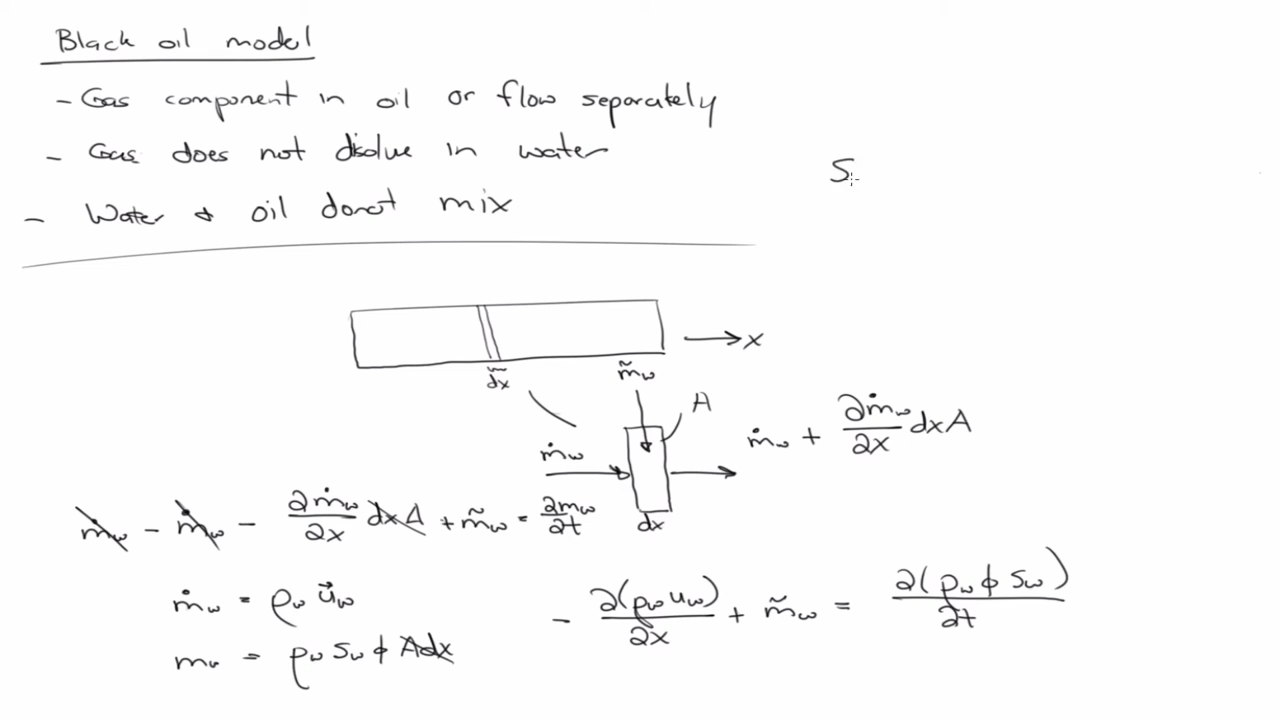 Black oil model
- Gas component in oil or flow separately
- Gas does not disolve in water
S
- Water & oil donot mix
x
dx
m̃w
A
ṁw
ṁw + ∂ṁw/∂x dxA
ṁw - ṁw - ∂ṁw/∂x dxA + m̃w = ∂mw/∂t
dx
ṁw = ρw u⃗w
- ∂(ρw uw)/∂x + m̃w = ∂(ρw ϕ Sw)/∂t
mw = ρw Sw ϕ Adx